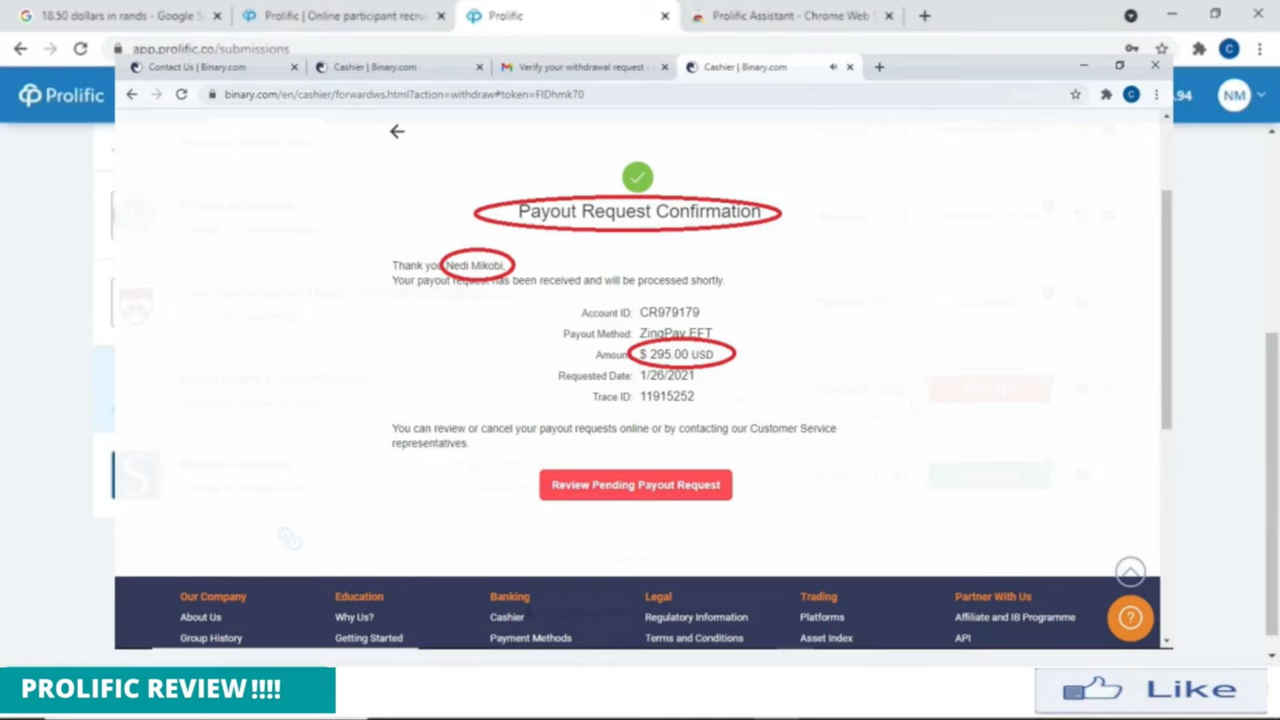 18.50 dollars in rands - Google S
Prolific | Online participant recru
Prolific
Prolific Assistant - Chrome Web
app.prolific.co/submissions
C
Contact Us | Binary.com
Cashier | Binary.com
Verify your withdrawal request -
Cashier | Binary.com
binary.com/en/cashier/forwardws.html?action=withdraw#token=FIDhmk70
C
Prolific
.94
NM
Payout Request Confirmation
Thank you Nedi Mikobi.
Your payout request has been received and will be processed shortly.
Account ID: CR979179
Payout Method: ZingPay EFT
Amount $ 295.00 USD
Requested Date: 1/26/2021
Trace ID: 11915252
You can review or cancel your payout requests online or by contacting our Customer Service
representatives.
Review Pending Payout Request
Our Company
Education
Banking
Legal
Trading
Partner With Us
About Us
Why Us?
Cashier
Regulatory Information
Platforms
Affiliate and IB Programme
Group History
Getting Started
Payment Methods
Terms and Conditions
Asset Index
API
PROLIFIC REVIEW!!!!
Like